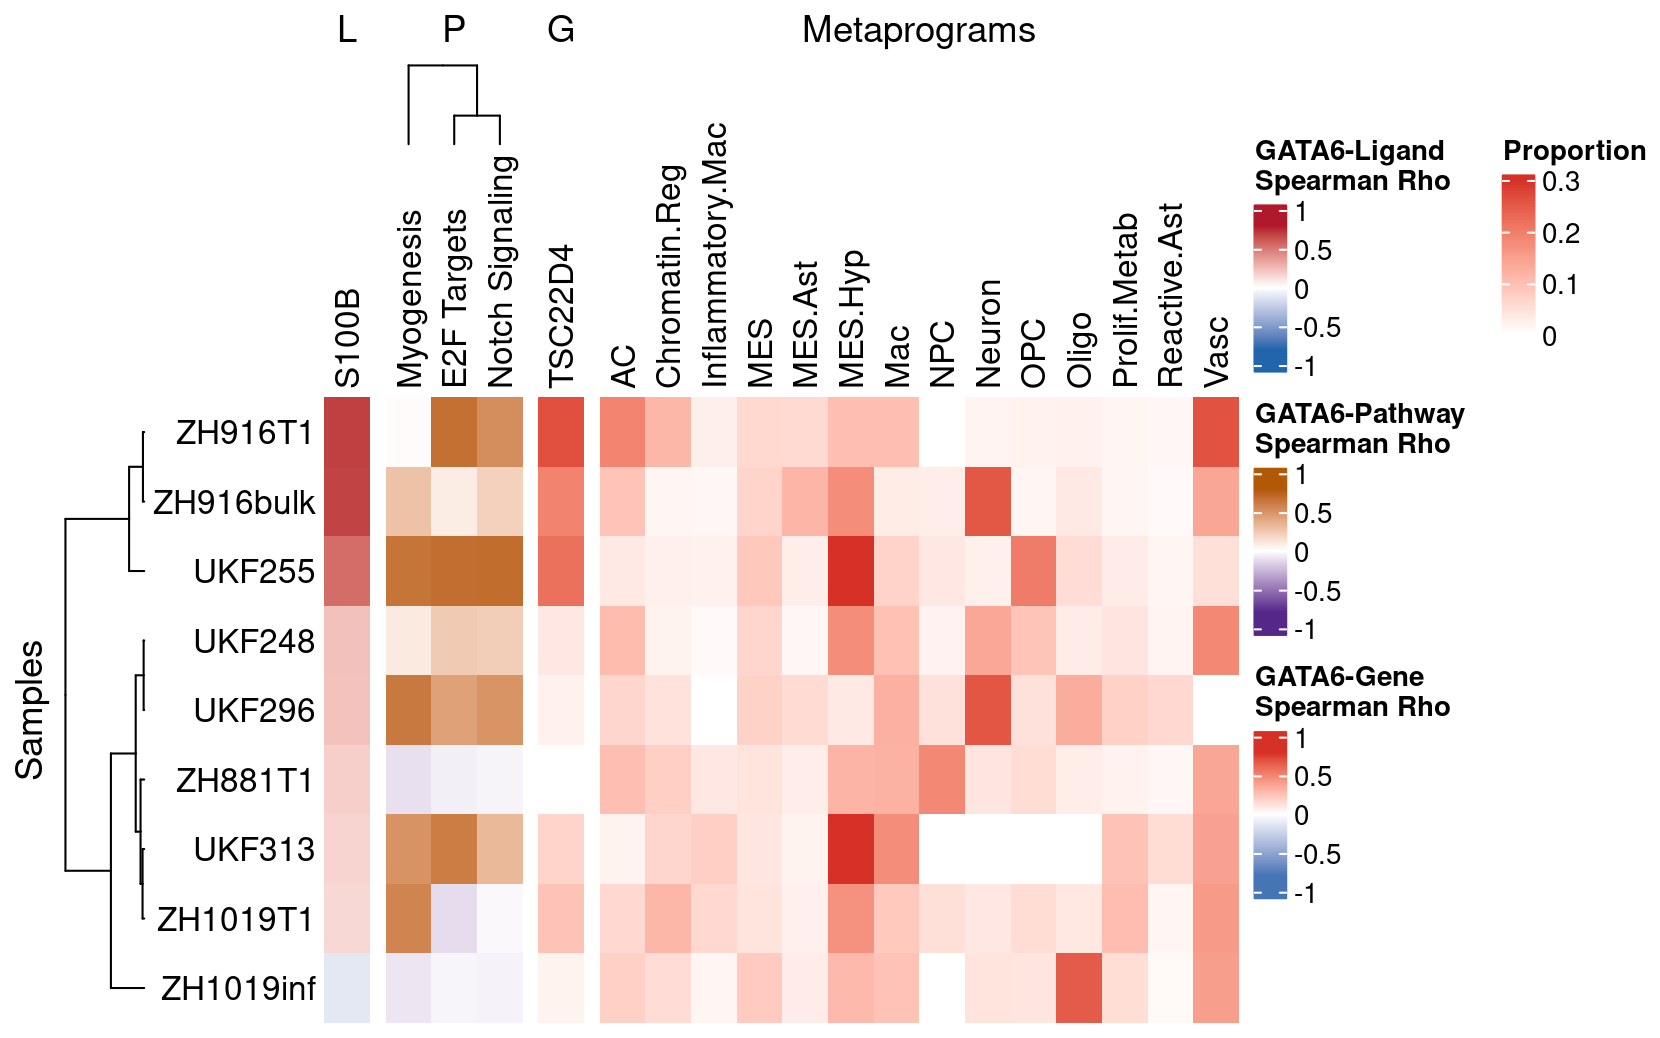 L P G Metaprograms
S100B
Myogenesis
E2F Targets
Notch Signaling
TSC22D4
AC
Chromatin.Reg
Inflammatory.Mac
MES
MES.Ast
MES.Hyp
Mac
NPC
Neuron
OPC
Oligo
Prolif.Metab
Reactive.Ast
Vasc
Samples
ZH916T1
ZH916bulk
UKF255
UKF248
UKF296
ZH881T1
UKF313
ZH1019T1
ZH1019inf
GATA6-Ligand
Spearman Rho
1
0.5
0
-0.5
-1
GATA6-Pathway
Spearman Rho
1
0.5
0
-0.5
-1
GATA6-Gene
Spearman Rho
1
0.5
0
-0.5
-1
Proportion
0.3
0.2
0.1
0